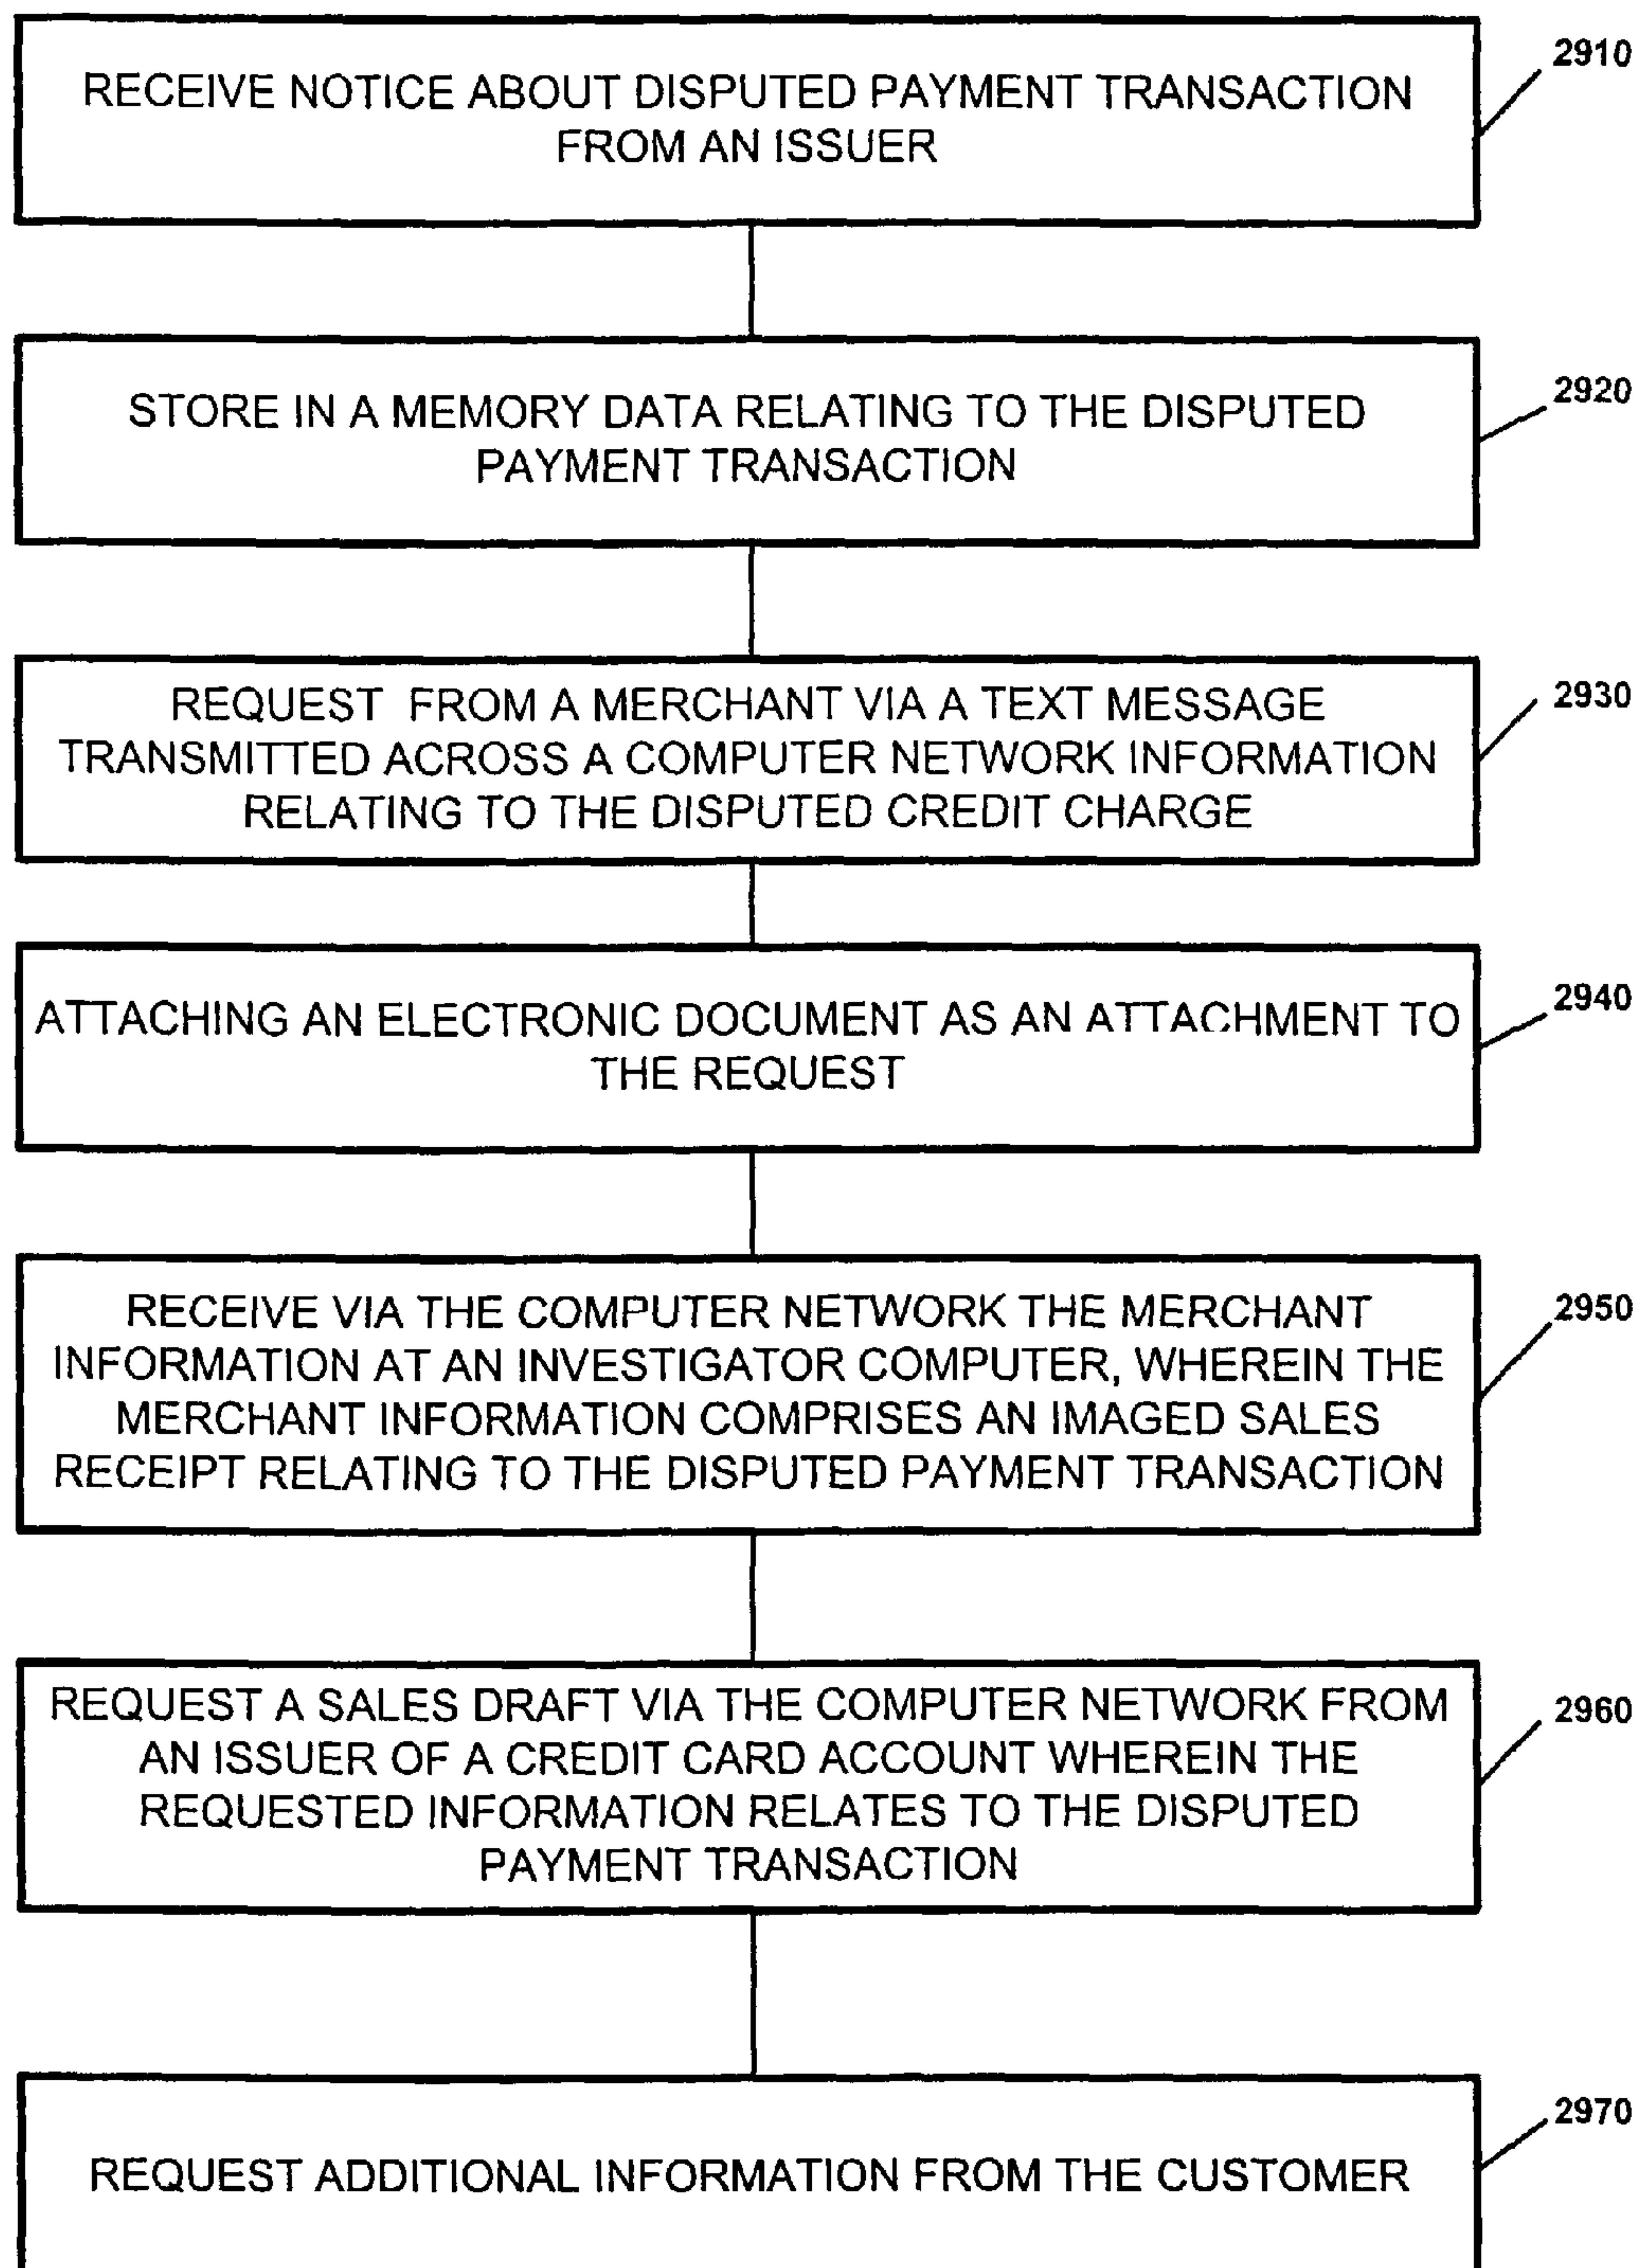 RECEIVE NOTICE ABOUT DISPUTED PAYMENT TRANSACTION
FROM AN ISSUER
2910
STORE IN A MEMORY DATA RELATING TO THE DISPUTED
PAYMENT TRANSACTION
2920
REQUEST FROM A MERCHANT VIA A TEXT MESSAGE
TRANSMITTED ACROSS A COMPUTER NETWORK INFORMATION
RELATING TO THE DISPUTED CREDIT CHARGE
2930
ATTACHING AN ELECTRONIC DOCUMENT AS AN ATTACHMENT TO
THE REQUEST
2940
RECEIVE VIA THE COMPUTER NETWORK THE MERCHANT
INFORMATION AT AN INVESTIGATOR COMPUTER, WHEREIN THE
MERCHANT INFORMATION COMPRISES AN IMAGED SALES
RECEIPT RELATING TO THE DISPUTED PAYMENT TRANSACTION
2950
REQUEST A SALES DRAFT VIA THE COMPUTER NETWORK FROM
AN ISSUER OF A CREDIT CARD ACCOUNT WHEREIN THE
REQUESTED INFORMATION RELATES TO THE DISPUTED
PAYMENT TRANSACTION
2960
REQUEST ADDITIONAL INFORMATION FROM THE CUSTOMER
2970